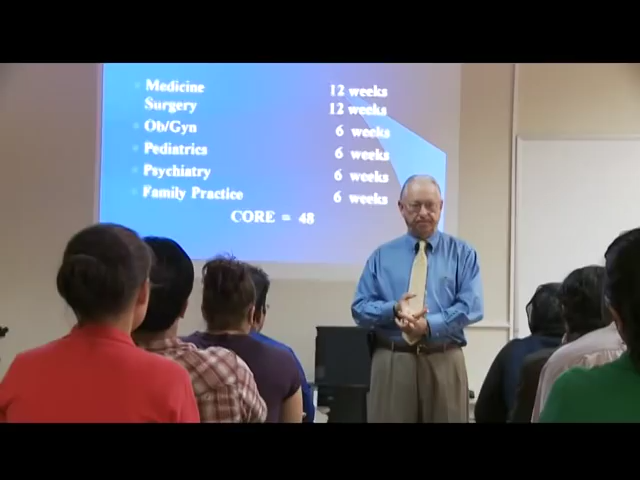 Medicine 12 weeks
Surgery 12 weeks
Ob/Gyn 6 weeks
Pediatrics 6 weeks
Psychiatry 6 weeks
Family Practice 6 weeks
CORE = 48